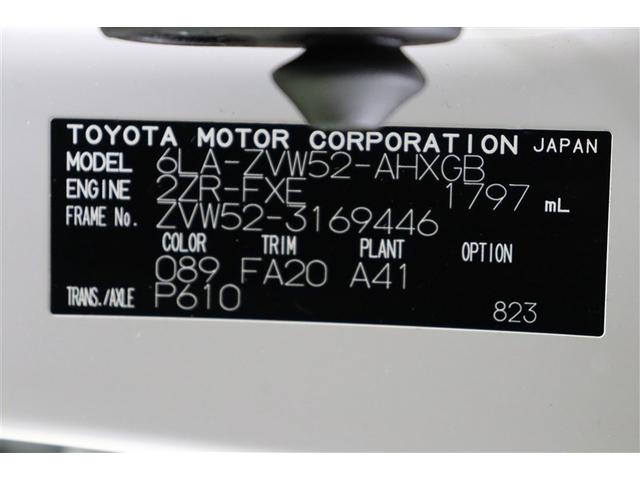 TOYOTA MOTOR CORPORATION JAPAN
MODEL 6LA-ZVW52-AHXGB
ENGINE 2ZR-FXE 1797 mL
FRAME No. ZVW52-3169446
COLOR TRIM PLANT OPTION
089 FA20 A41
TRANS./AXLE P610 823